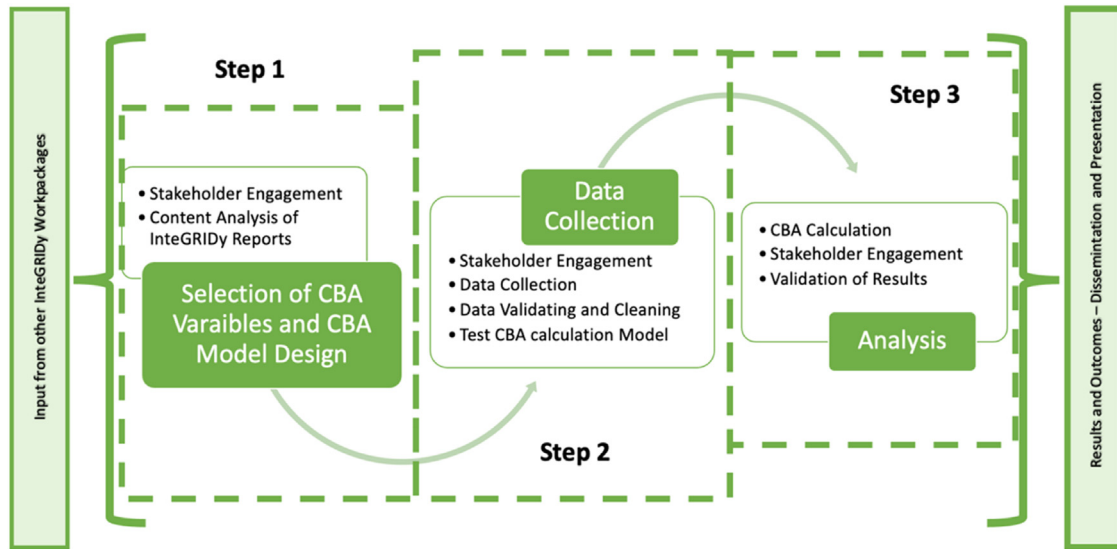 Input from other InteGRIDy Workpackages
Step 1
• Stakeholder Engagement
• Content Analysis of
InteGRIDy Reports
Selection of CBA
Varaibles and CBA
Model Design
Data
Collection
• Stakeholder Engagement
• Data Collection
• Data Validating and Cleaning
• Test CBA calculation Model
Step 2
Step 3
• CBA Calculation
• Stakeholder Engagement
• Validation of Results
Analysis
Results and Outcomes – Dissemintation and Presentation